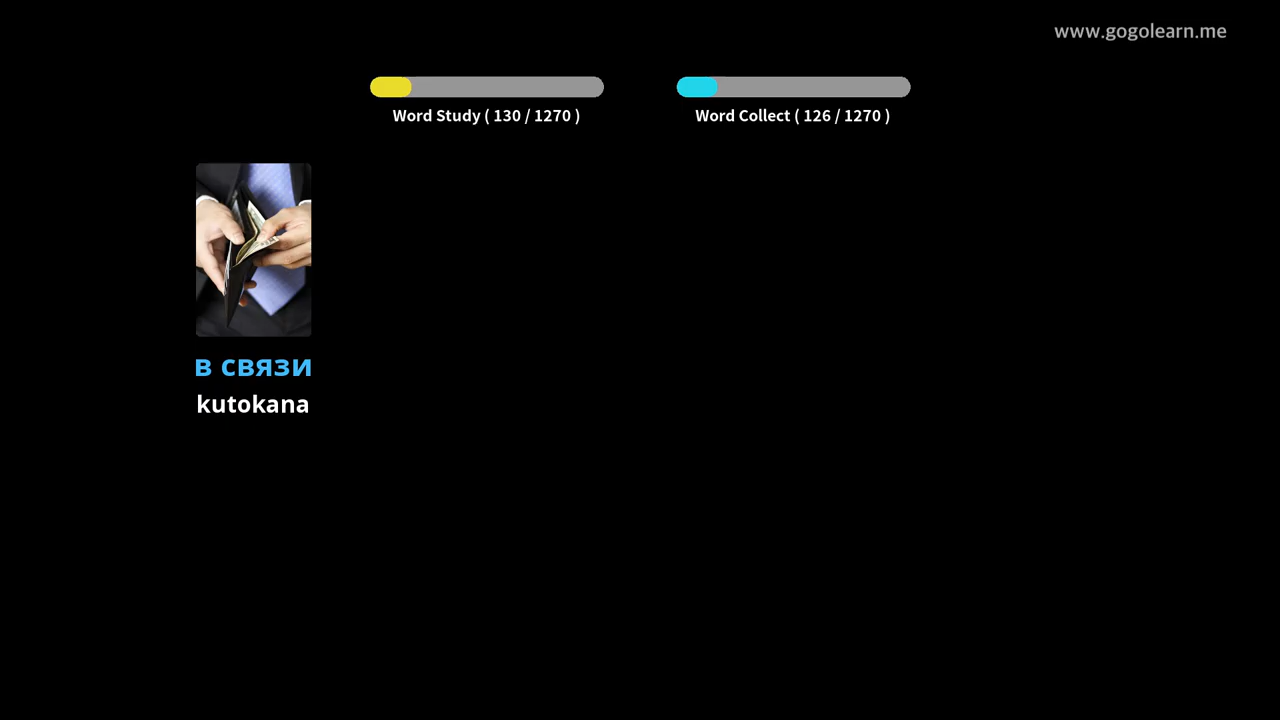 www.gogolearn.me
Word Study ( 130 / 1270 )
Word Collect ( 126 / 1270 )
в связи
kutokana